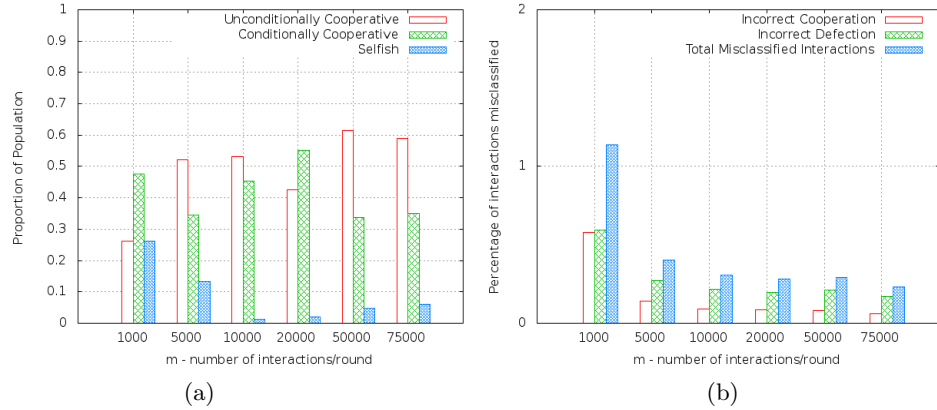 Unconditionally Cooperative
Conditionally Cooperative
Selfish
Proportion of Population
1
0.9
0.8
0.7
0.6
0.5
0.4
0.3
0.2
0.1
0
1000 5000 10000 20000 50000 75000
m - number of interactions/round
(a)
Incorrect Cooperation
Incorrect Defection
Total Misclassified Interactions
Percentage of interactions misclassified
2
1
0
1000 5000 10000 20000 50000 75000
m - number of interactions/round
(b)